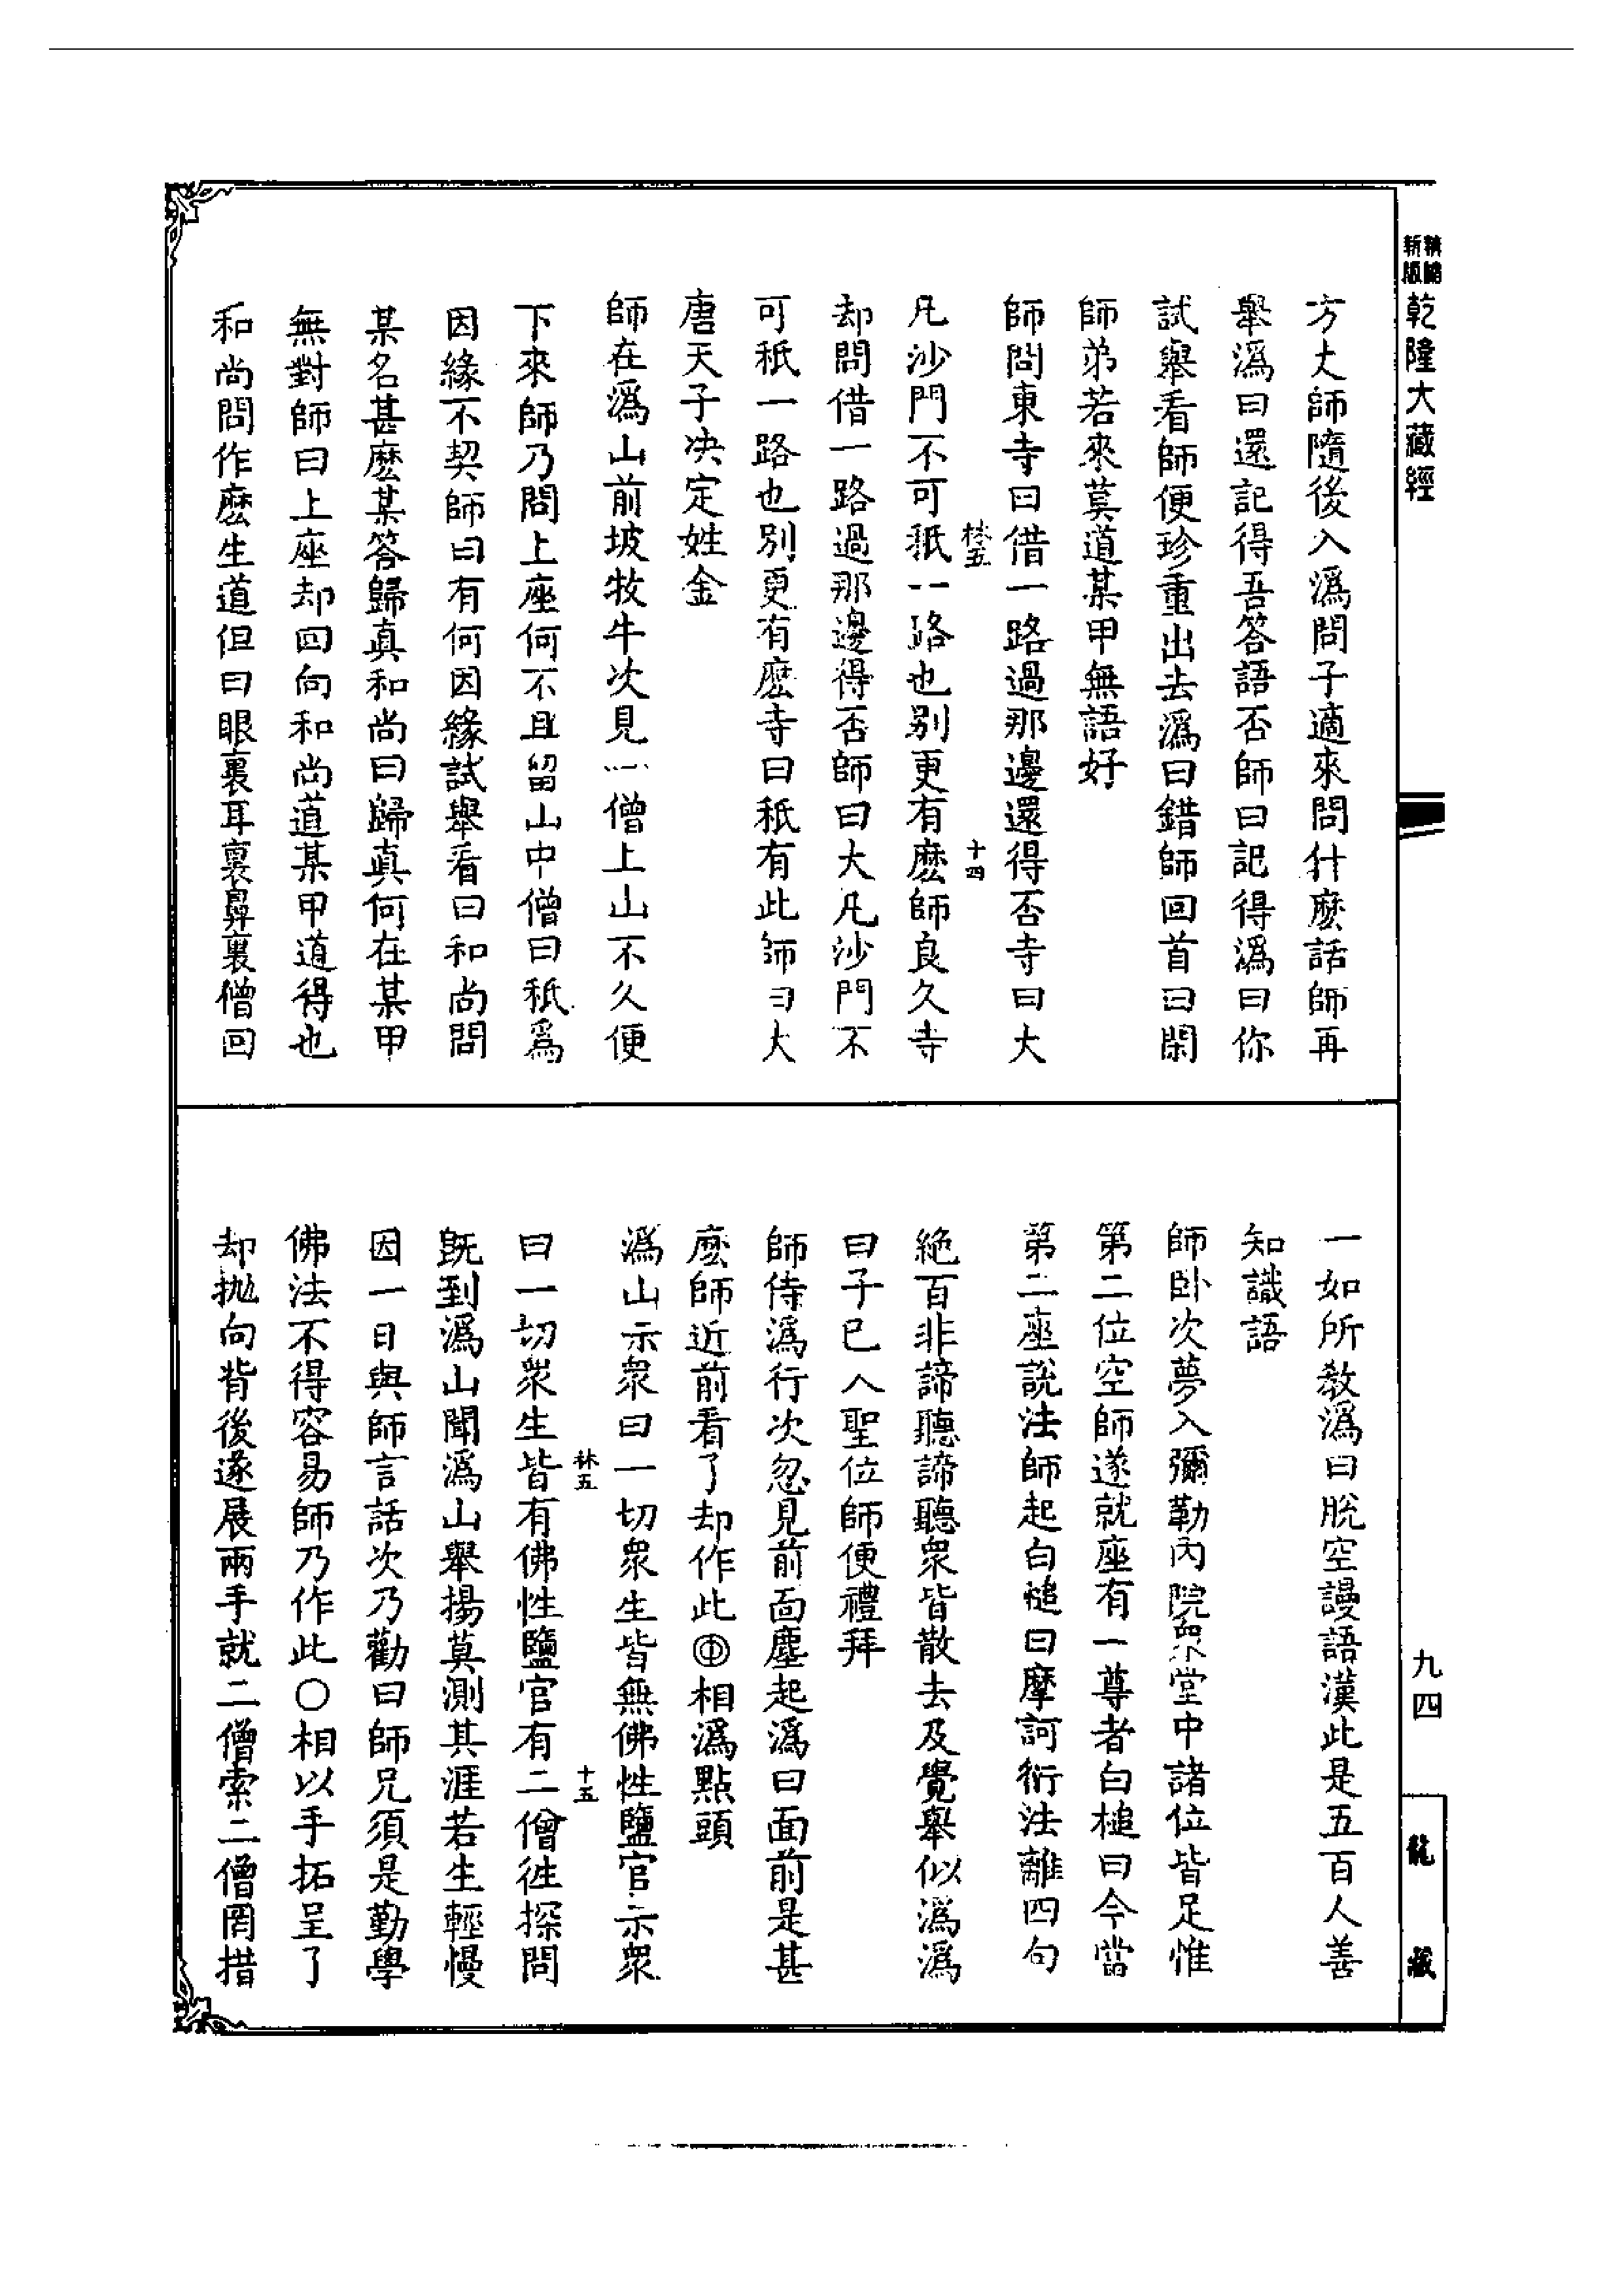 精縮
新版
乾隆大藏經
方丈師隨後入溈問子適來問什麽話師再
舉溈曰還記得吾答語否師曰記得溈曰你
試舉看師便珍重出去溈曰錯師回首曰閑
師弟若來莫道某甲無語好
師問東寺曰借一路過那邊還得否寺曰大
凡沙門不可秖一路也别更有麽師良久寺
林五
十四
却問借一路過那邊得否師曰大凡沙門不
可秖一路也别更有麽寺曰秖有此師曰大
唐天子决定姓金
師在溈山前坡牧牛次見一僧上山不久便
下來師乃問上座何不且留山中僧曰秖爲
因緣不契師曰有何因緣試舉看曰和尚問
某名甚麽某答歸真和尚曰歸真何在某甲
無對師曰上座却回向和尚道某甲道得也
和尚問作麽生道但曰眼裏耳裏鼻裏僧回
一如所教溈曰脫空謾語漢此是五百人善
知識語
師卧次夢入彌勒内院衆堂中諸位皆足惟
第二位空師遂就座有一尊者白槌曰今當
第二座說法師起白槌曰摩訶衍法離四句
絶百非諦聽諦聽衆皆散去及覺舉似溈溈
曰子已入聖位師便禮拜
師侍溈行次忽見前面塵起溈曰面前是甚
麽師近前看了却作此㊥相溈點頭
溈山示衆曰一切衆生皆無佛性鹽官示衆
曰一切衆生皆有佛性鹽官有二僧徃探問
林五
十五
旣到溈山聞溈山舉揚莫測其涯若生輕慢
因一日與師言話次乃勸曰師兄須是勤學
佛法不得容易師乃作此〇相以手拓呈了
却抛向背後遂展兩手就二僧索二僧罔措
九四
龍藏